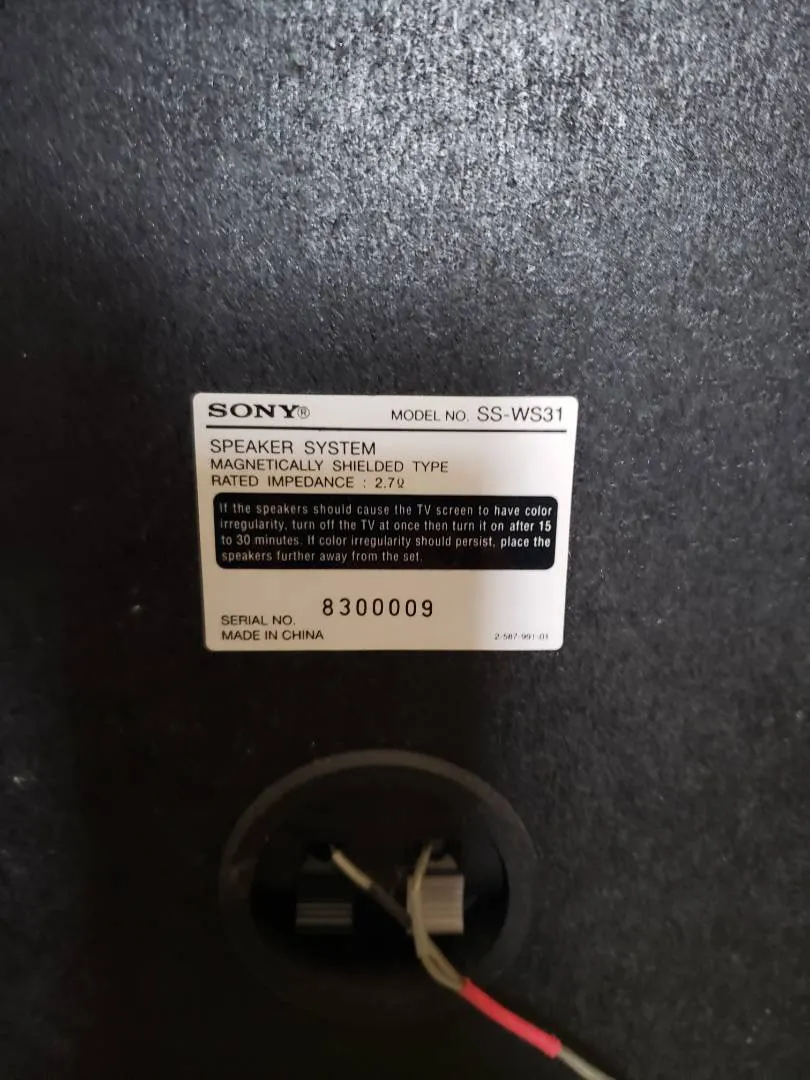 SONY® MODEL NO. SS-WS31
SPEAKER SYSTEM
MAGNETICALLY SHIELDED TYPE
RATED IMPEDANCE : 2.7Ω
If the speakers should cause the TV screen to have color
irregularity, turn off the TV at once then turn it on after 15
to 30 minutes. If color irregularity should persist, place the
speakers further away from the set.
SERIAL NO. 8300009
MADE IN CHINA 2-587-991-01